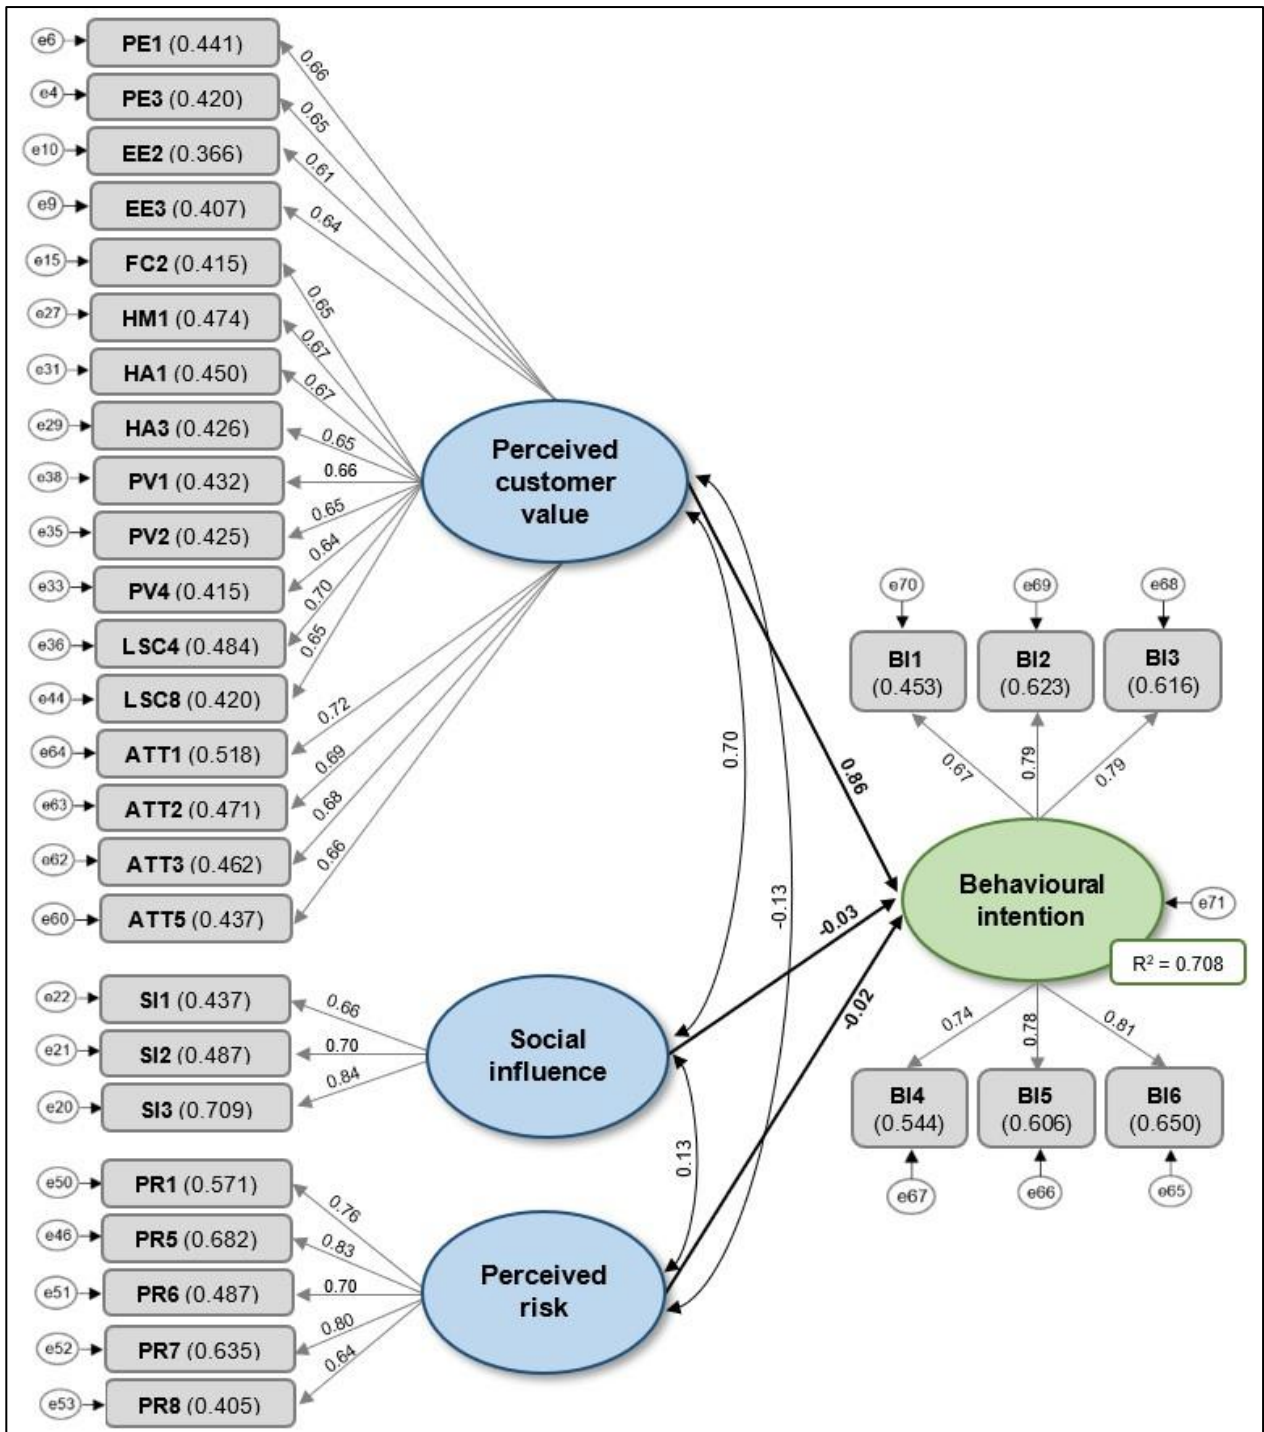 e6
PE1 (0.441)
0.66
e4
PE3 (0.420)
0.65
e10
EE2 (0.366)
0.61
e9
EE3 (0.407)
0.64
e15
FC2 (0.415)
0.65
e27
HM1 (0.474)
0.67
e31
HA1 (0.450)
0.67
e29
HA3 (0.426)
0.65
e38
PV1 (0.432)
0.66
e35
PV2 (0.425)
0.65
e33
PV4 (0.415)
0.64
e36
LSC4 (0.484)
0.70
e44
LSC8 (0.420)
0.65
e64
ATT1 (0.518)
0.72
e63
ATT2 (0.471)
0.69
e62
ATT3 (0.462)
0.68
e60
ATT5 (0.437)
0.66
Perceived
customer
value
e22
SI1 (0.437)
0.66
e21
SI2 (0.487)
0.70
e20
SI3 (0.709)
0.84
Social
influence
e50
PR1 (0.571)
0.76
e46
PR5 (0.682)
0.83
e51
PR6 (0.487)
0.70
e52
PR7 (0.635)
0.80
e53
PR8 (0.405)
0.64
Perceived
risk
0.70
-0.13
0.13
0.86
-0.03
-0.02
e70
e69
e68
BI1
(0.453)
BI2
(0.623)
BI3
(0.616)
0.67
0.79
0.79
Behavioural
intention
e71
R² = 0.708
0.74
0.78
0.81
BI4
(0.544)
BI5
(0.606)
BI6
(0.650)
e67
e66
e65